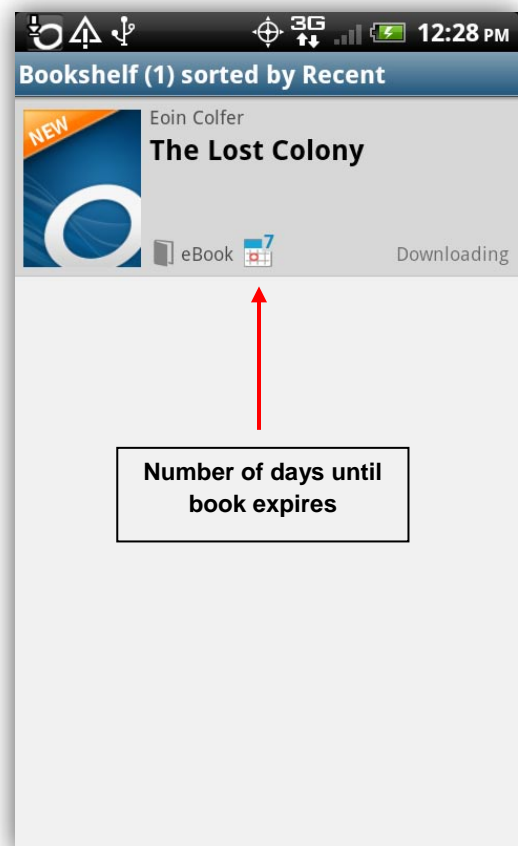 3G 12:28 PM
Bookshelf (1) sorted by Recent
NEW
Eoin Colfer
The Lost Colony
eBook 7 Downloading
Number of days until
book expires